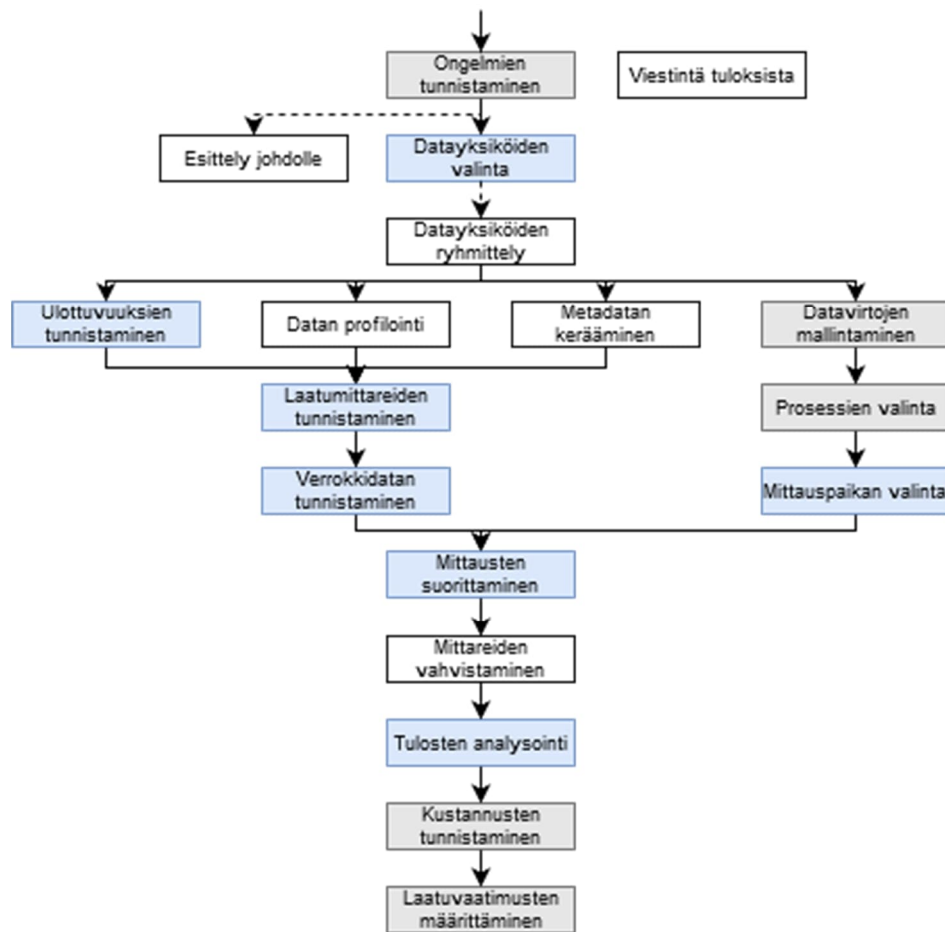 Ongelmien
tunnistaminen
Viestintä tuloksista
Esittely johdolle
Datayksiköiden
valinta
Datayksiköiden
ryhmittely
Ulottuvuuksien
tunnistaminen
Datan profilointi
Metadatan
kerääminen
Datavirtojen
mallintaminen
Laatumittareiden
tunnistaminen
Prosessien valinta
Verrokkidatan
tunnistaminen
Mittauspaikan valinta
Mittausten
suorittaminen
Mittareiden
vahvistaminen
Tulosten analysointi
Kustannusten
tunnistaminen
Laatuvaatimusten
määrittäminen